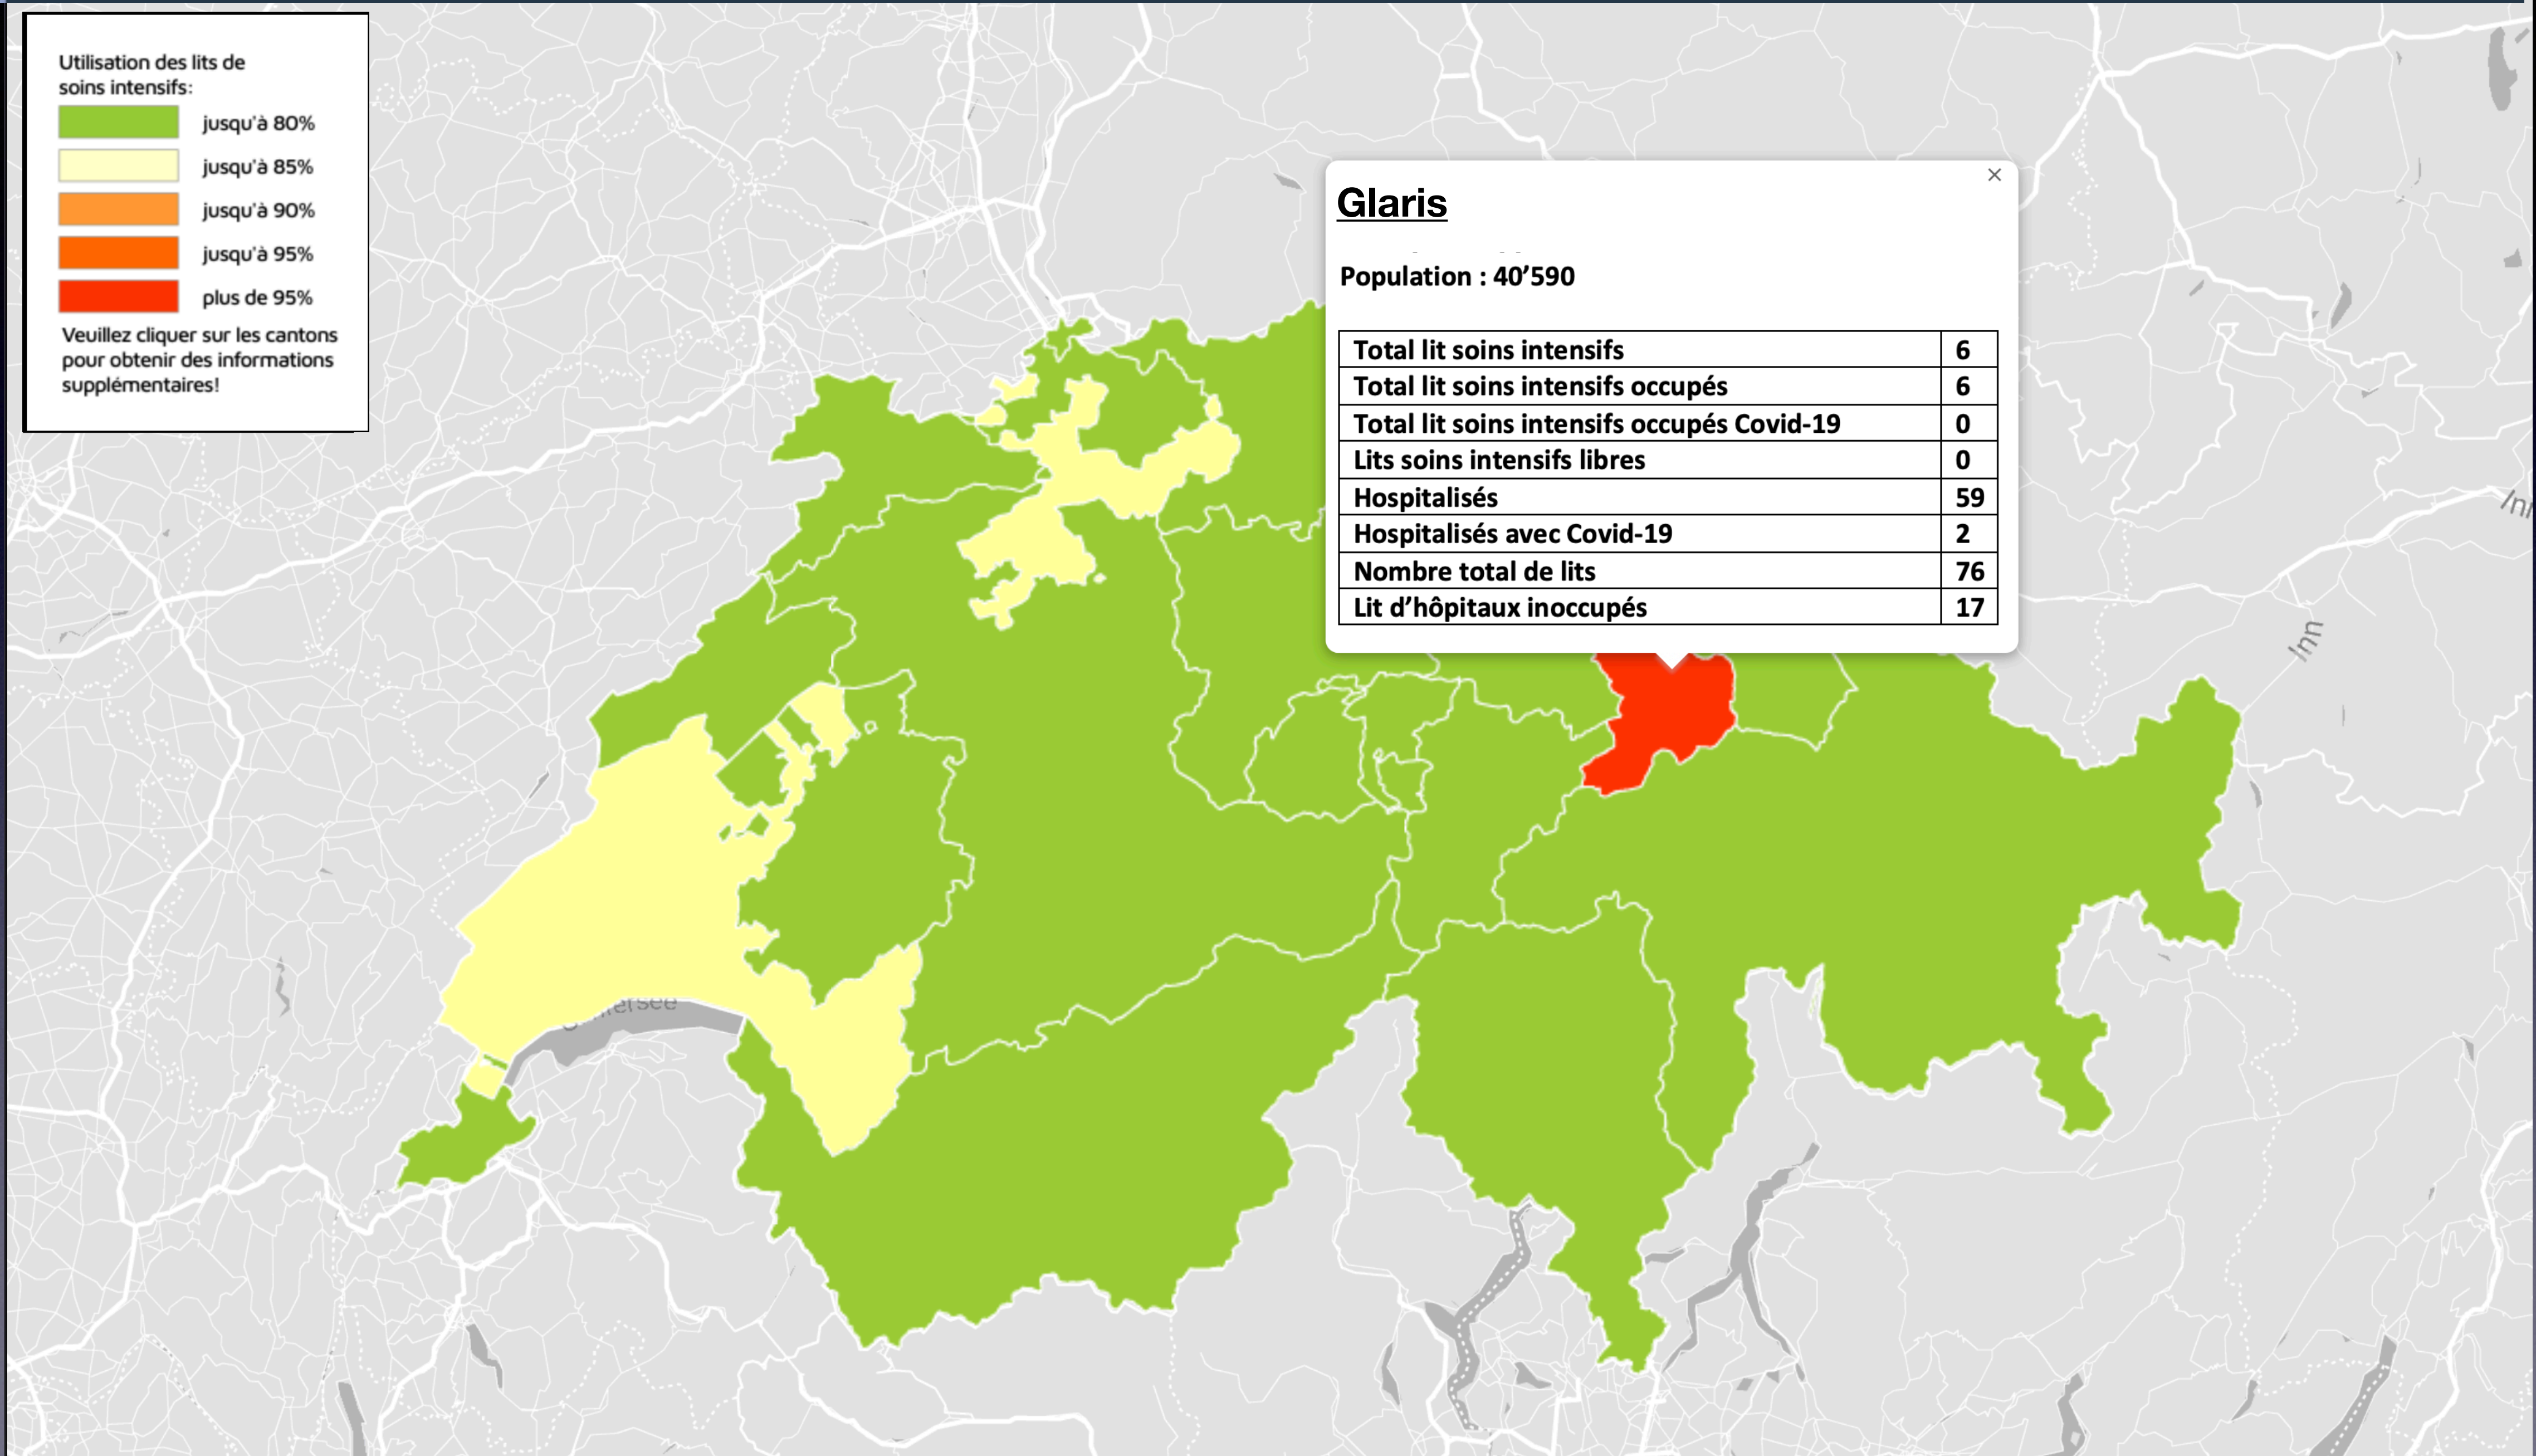 Utilisation des lits de
soins intensifs:
jusqu'à 80%
jusqu'à 85%
jusqu'à 90%
jusqu'à 95%
plus de 95%
Veuillez cliquer sur les cantons
pour obtenir des informations
supplémentaires!
×
Glaris
Population : 40’590
Total lit soins intensifs 6
Total lit soins intensifs occupés 6
Total lit soins intensifs occupés Covid-19 0
Lits soins intensifs libres 0
Hospitalisés 59
Hospitalisés avec Covid-19 2
Nombre total de lits 76
Lit d’hôpitaux inoccupés 17
Inn